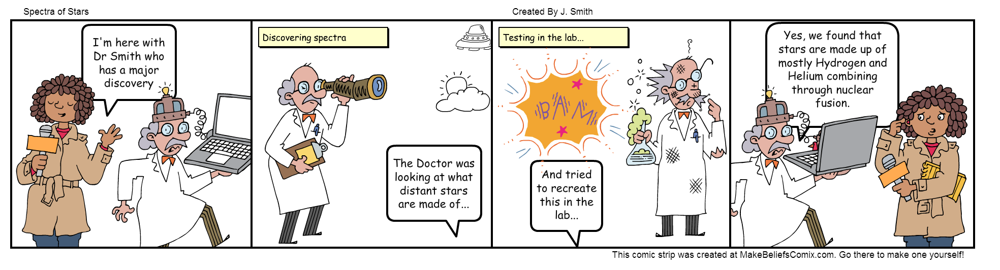 Spectra of Stars
Created By J. Smith
I'm here with
Dr Smith who
has a major
discovery
Discovering spectra
The Doctor was
looking at what
distant stars
are made of...
Testing in the lab...
BAM
And tried
to recreate
this in the
lab...
Yes, we found that
stars are made up of
mostly Hydrogen and
Helium combining
through nuclear
fusion.
This comic strip was created at MakeBeliefsComix.com. Go there to make one yourself!